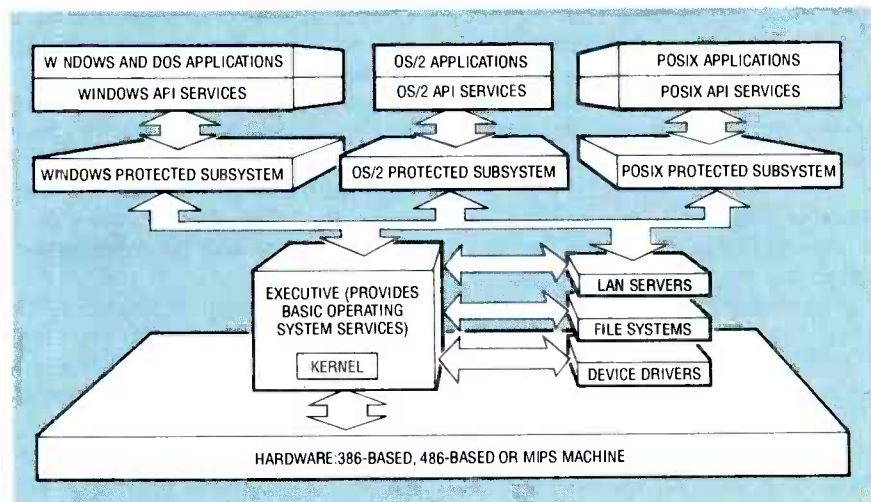 W NDOWS AND DOS APPLICATIONS
WINDOWS API SERVICES
OS/2 APPLICATIONS
OS/2 API SERVICES
POSIX APPLICATIONS
POSIX API SERVICES
WINDOWS PROTECTED SUBSYSTEM
OS/2 PROTECTED SUBSYSTEM
POSIX PROTECTED SUBSYSTEM
EXECUTIVE (PROVIDES
BASIC OPERATING
SYSTEM SERVICES)
KERNEL
LAN SERVERS
FILE SYSTEMS
DEVICE DRIVERS
HARDWARE:386-BASED, 486-BASED OR MIPS MACHINE